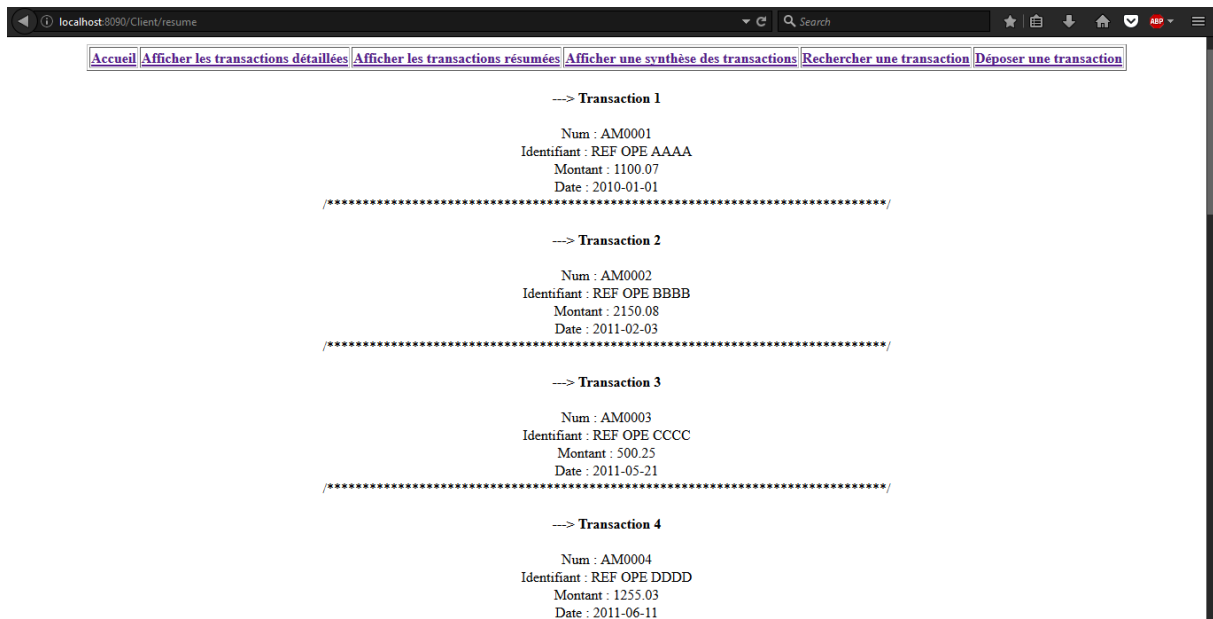 localhost:8090/Client/resume
Search
ABP
Accueil Afficher les transactions détaillées Afficher les transactions résumées Afficher une synthèse des transactions Rechercher une transaction Déposer une transaction
---> Transaction 1
Num : AM0001
Identifiant : REF OPE AAAA
Montant : 1100.07
Date : 2010-01-01
/********************************************************************************/
---> Transaction 2
Num : AM0002
Identifiant : REF OPE BBBB
Montant : 2150.08
Date : 2011-02-03
/********************************************************************************/
---> Transaction 3
Num : AM0003
Identifiant : REF OPE CCCC
Montant : 500.25
Date : 2011-05-21
/********************************************************************************/
---> Transaction 4
Num : AM0004
Identifiant : REF OPE DDDD
Montant : 1255.03
Date : 2011-06-11